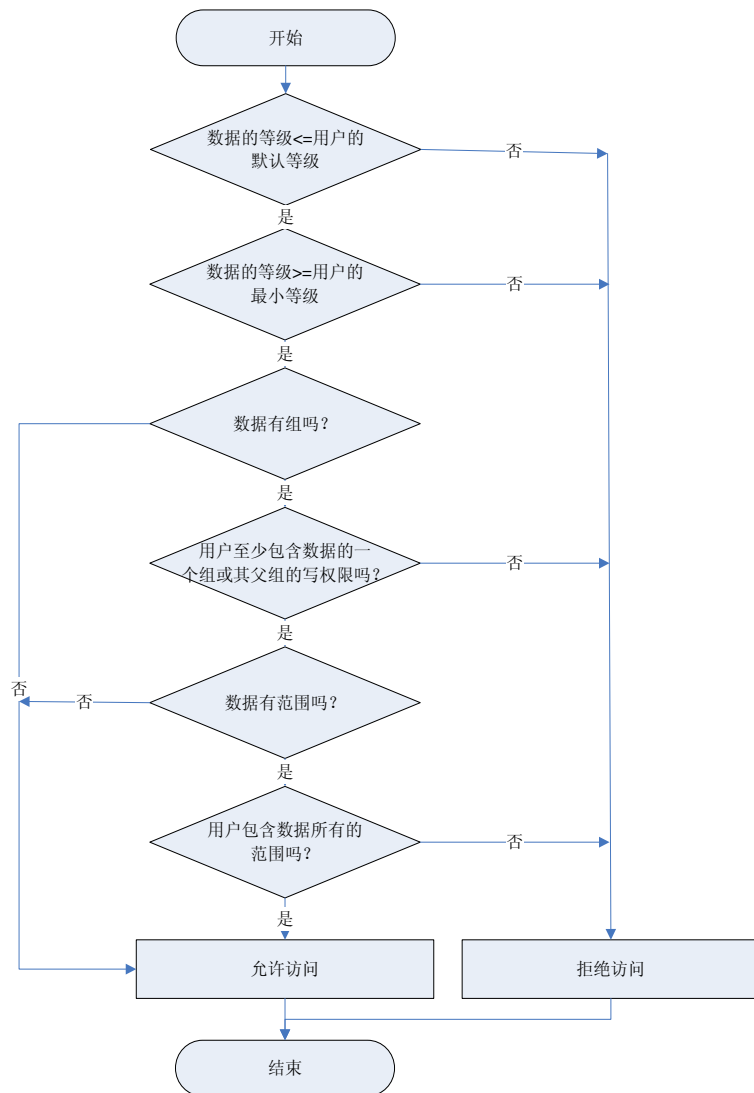 开始
数据的等级<=用户的
默认等级
否
是
数据的等级>=用户的
最小等级
否
是
数据有组吗？
是
用户至少包含数据的一
个组或其父组的写权限吗？
否
是
否
否
数据有范围吗？
是
用户包含数据所有的
范围吗？
否
是
允许访问
拒绝访问
结束